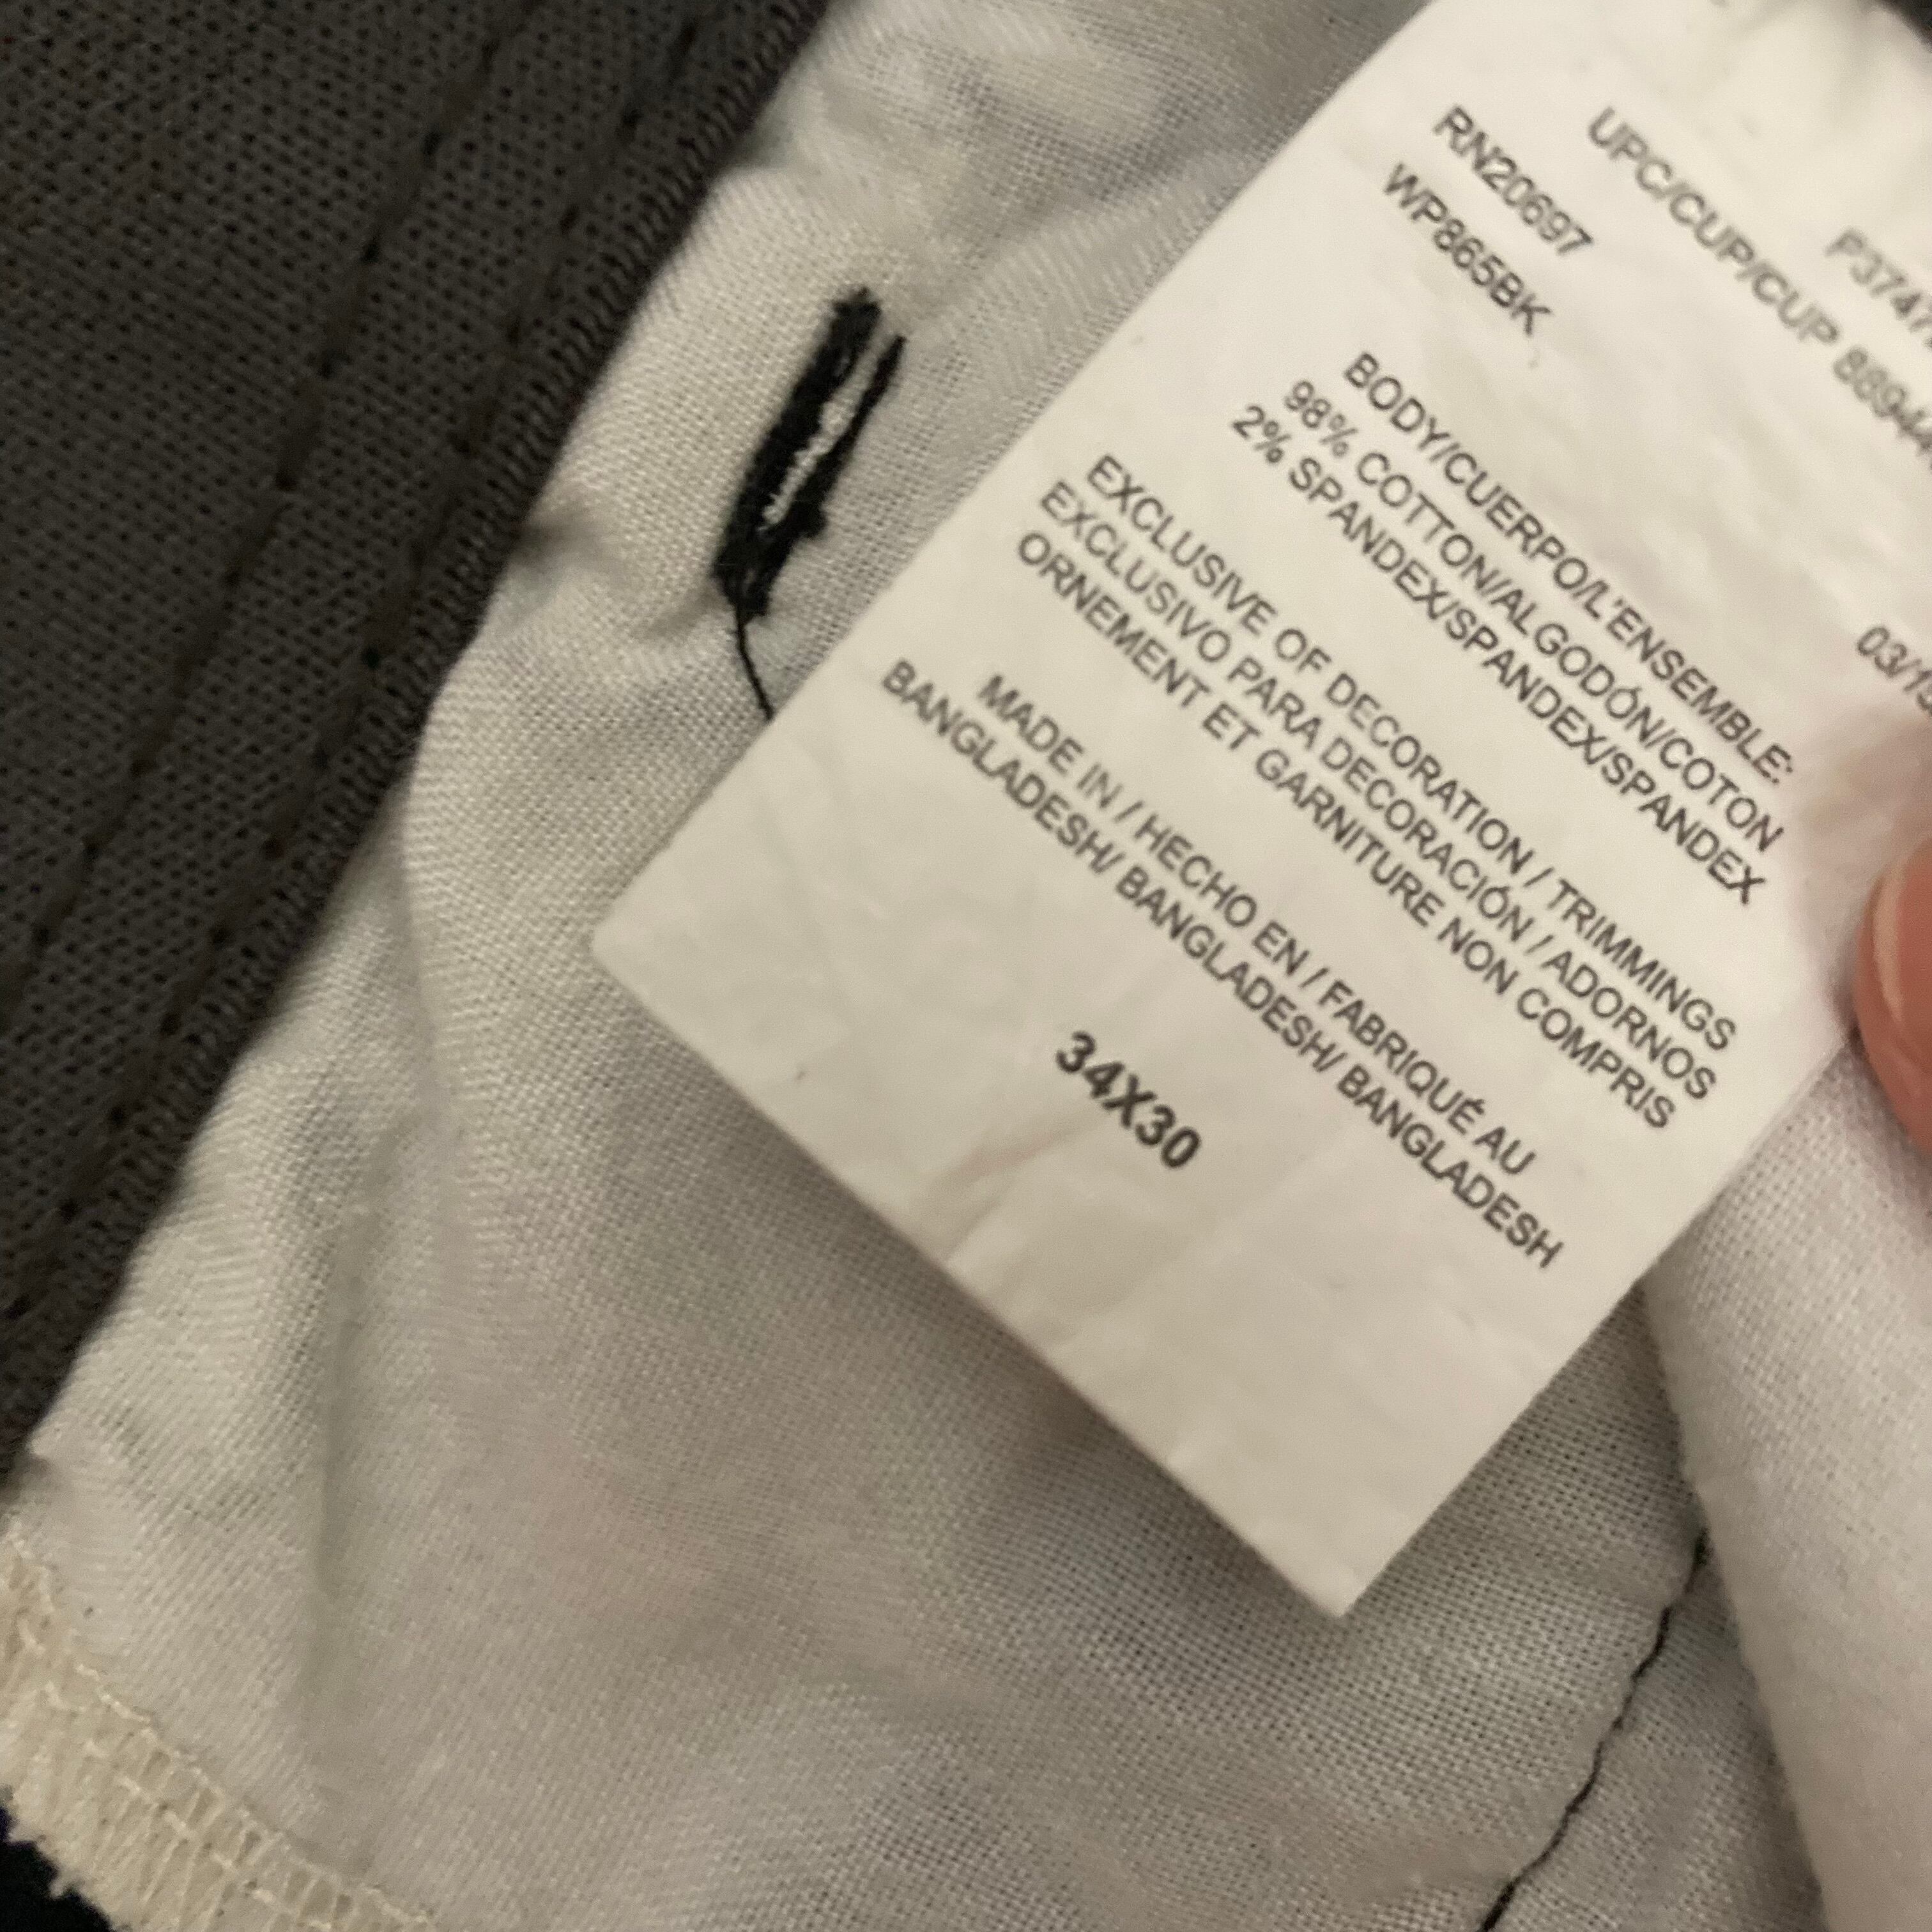 UPC/CUP/CUP
RN20697
WP865BK
BODY/CUERPO/L'ENSEMBLE:
98% COTTON/ALGODÓN/COTON
2% SPANDEX/SPANDEX/SPANDEX
EXCLUSIVE OF DECORATION / TRIMMINGS
EXCLUSIVO PARA DECORACIÓN / ADORNOS
ORNEMENT ET GARNITURE NON COMPRIS
MADE IN / HECHO EN / FABRIQUÉ AU
BANGLADESH/ BANGLADESH/ BANGLADESH
34X30